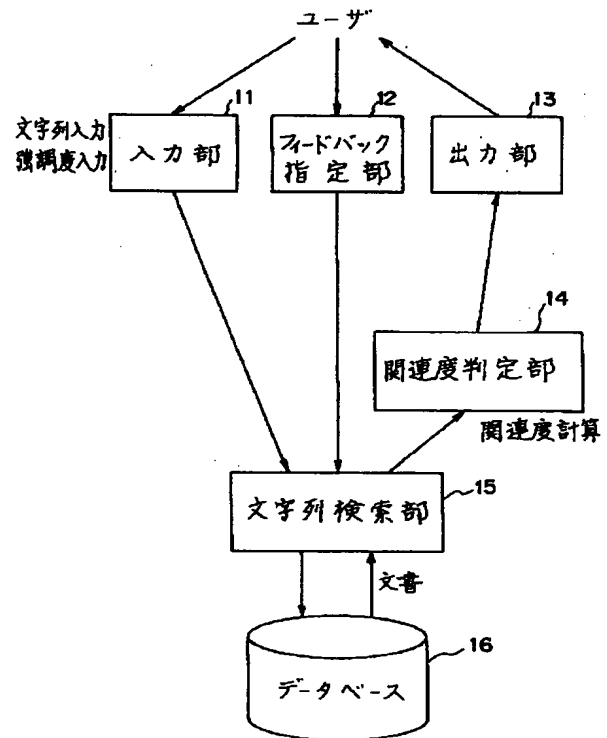 ユーザ
11
12
13
文字列入力
強調度入力
入力部
フィードバック
指定部
出力部
14
関連度判定部
関連度計算
15
文字列検索部
文書
16
データベース